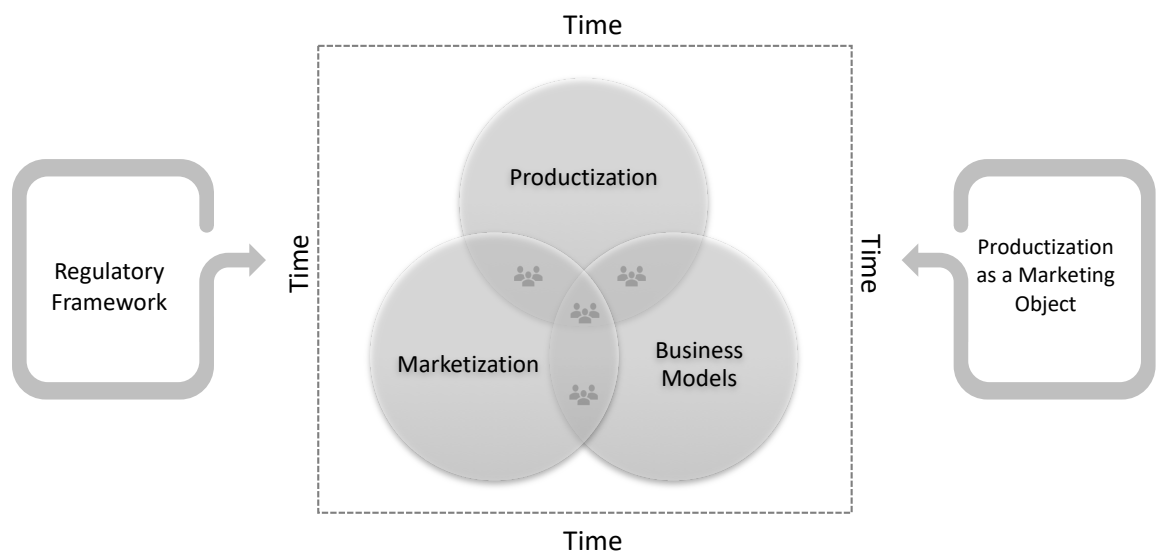 Time
Productization
Regulatory
Framework
Time
Time
Productization
as a Marketing
Object
Marketization
Business
Models
Time